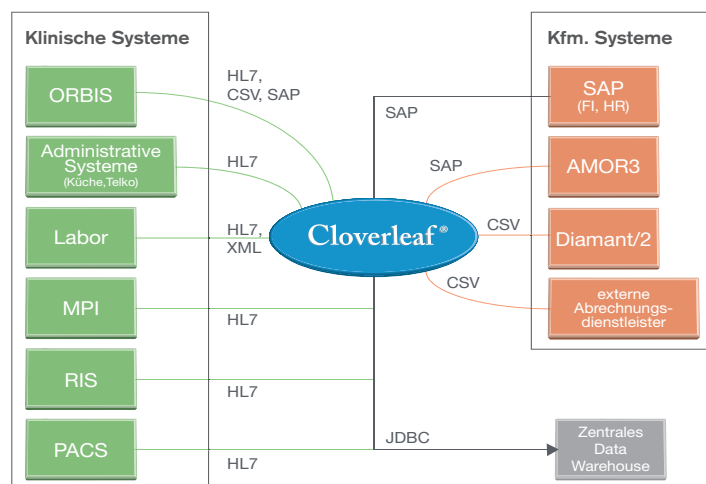 Klinische Systeme
ORBIS
Administrative
Systeme
(Küche,Telko)
Labor
MPI
RIS
PACS
HL7,
CSV, SAP
HL7
HL7,
XML
HL7
HL7
HL7
Cloverleaf®
SAP
SAP
CSV
CSV
JDBC
Kfm. Systeme
SAP
(FI, HR)
AMOR3
Diamant/2
externe
Abrechnungs-
dienstleister
Zentrales
Data
Warehouse